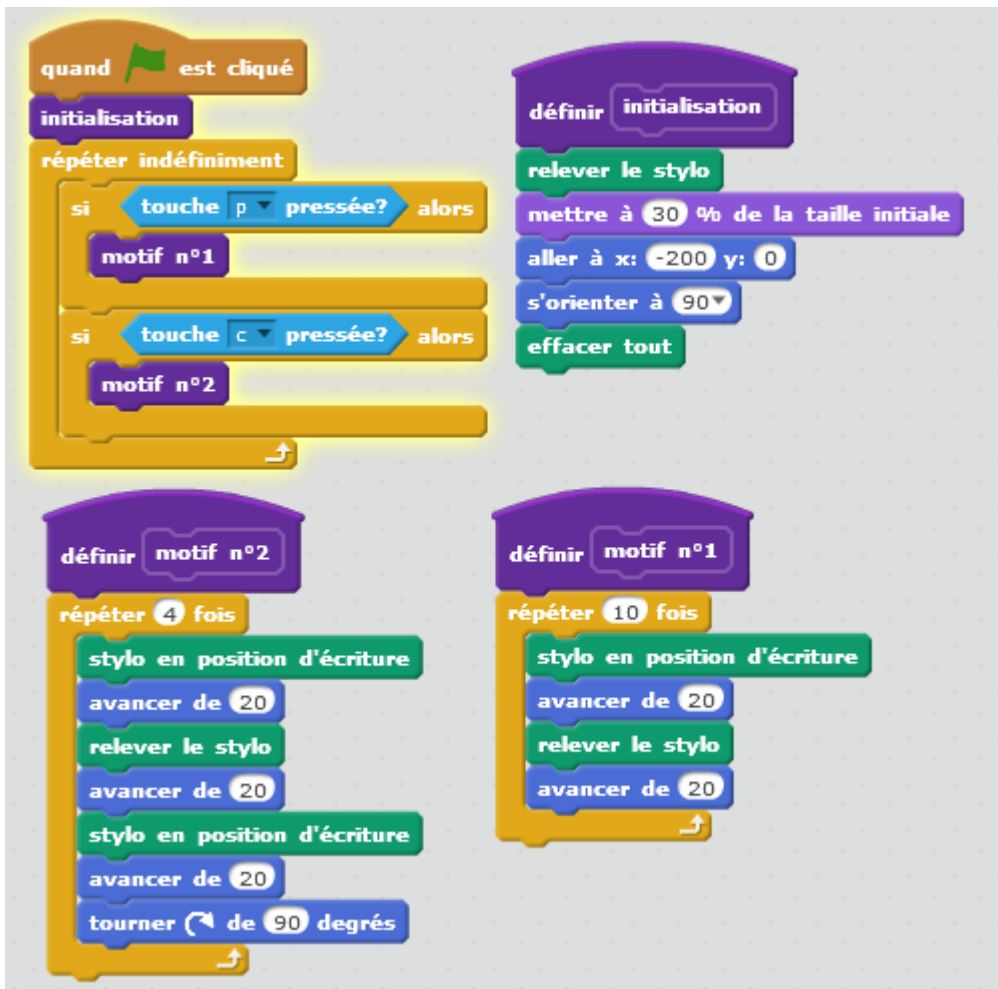 quand est cliqué
initialisation
répéter indéfiniment
si touche p pressée? alors
motif n°1
si touche c pressée? alors
motif n°2
définir initialisation
relever le stylo
mettre à 30 % de la taille initiale
aller à x: -200 y: 0
s'orienter à 90
effacer tout
définir motif n°2
répéter 4 fois
stylo en position d'écriture
avancer de 20
relever le stylo
avancer de 20
stylo en position d'écriture
avancer de 20
tourner de 90 degrés
définir motif n°1
répéter 10 fois
stylo en position d'écriture
avancer de 20
relever le stylo
avancer de 20